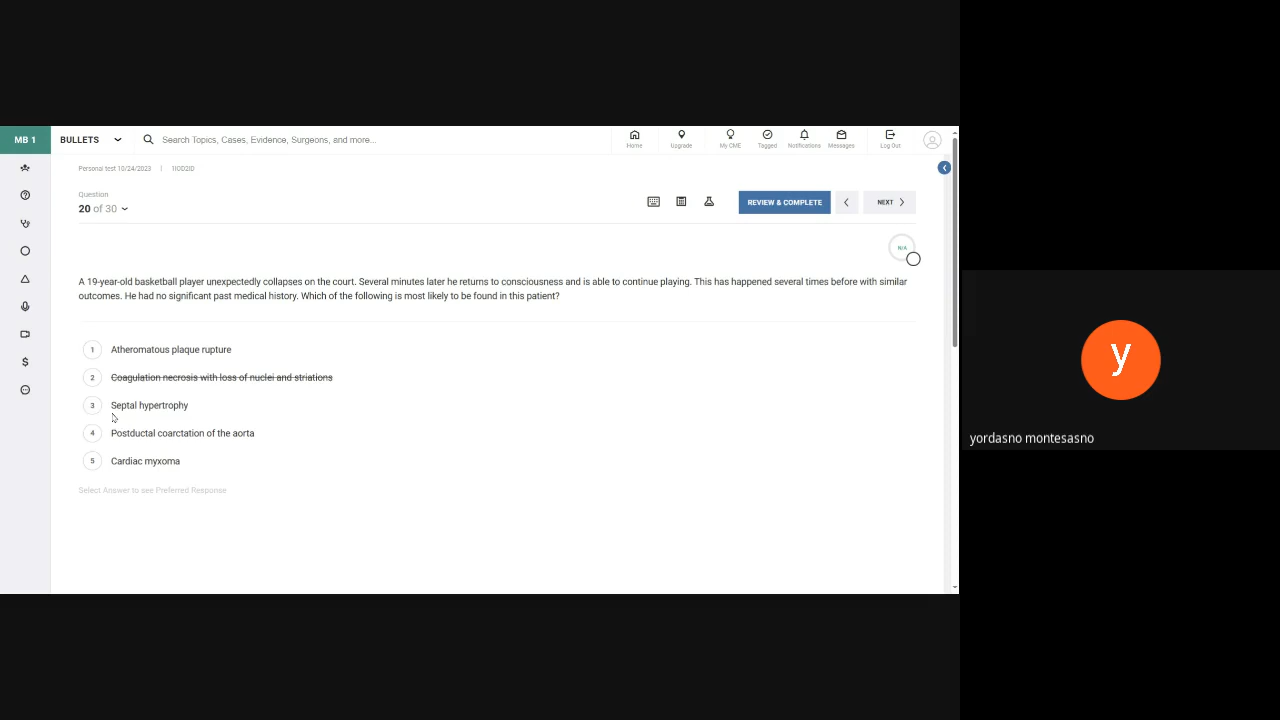 MB 1
BULLETS
Search Topics, Cases, Evidence, Surgeons, and more...
Home
Upgrade
My CME
Tagged
Notifications
Messages
Log Out
Personal test 10/24/2023 |
Question
20 of 30
REVIEW & COMPLETE
NEXT
N/A
A 19-year-old basketball player unexpectedly collapses on the court. Several minutes later he returns to consciousness and is able to continue playing. This has happened several times before with similar
outcomes. He had no significant past medical history. Which of the following is most likely to be found in this patient?
1 Atheromatous plaque rupture
2 Coagulation necrosis with loss of nuclei and striations
3 Septal hypertrophy
4 Postductal coarctation of the aorta
5 Cardiac myxoma
Select Answer to see Preferred Response
y
yordasno montesasno